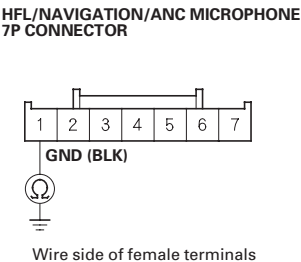 HFL/NAVIGATION/ANC MICROPHONE
7P CONNECTOR
1 2 3 4 5 6 7
GND (BLK)
Ω
Wire side of female terminals